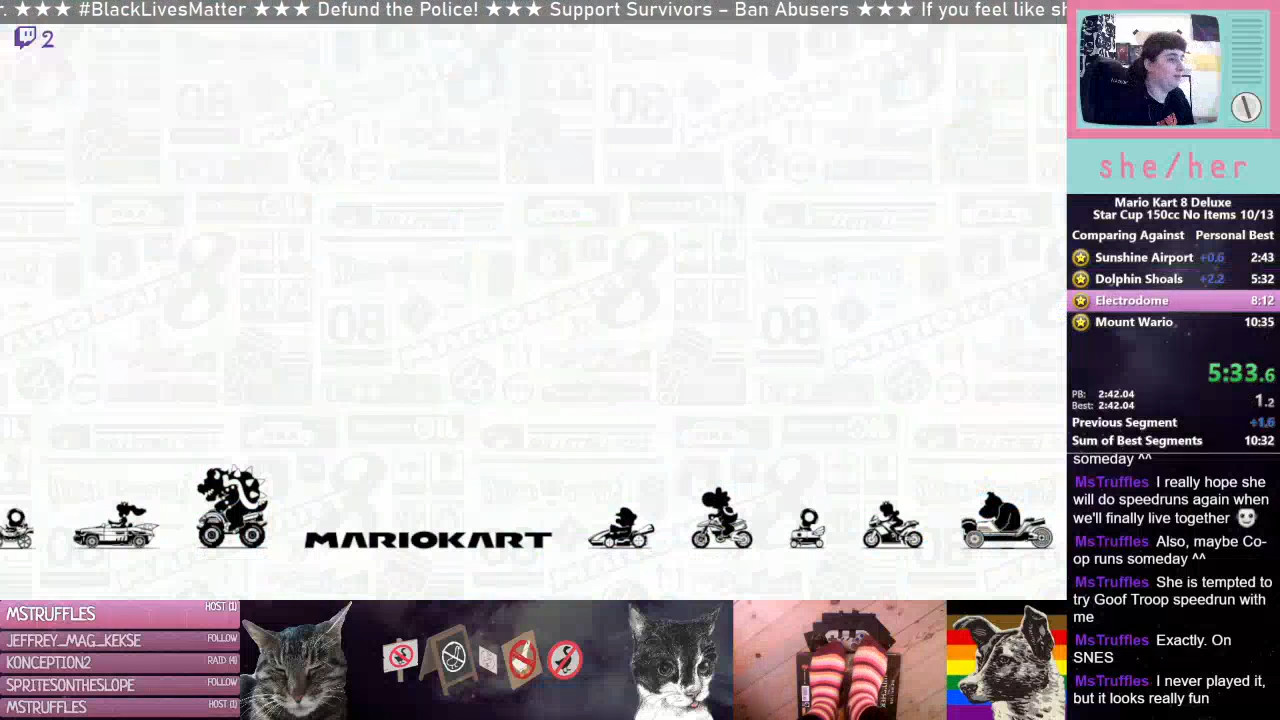 r. ★★★ #BlackLivesMatter ★★★ Defund the Police! ★★★ Support Survivors – Ban Abusers ★★★ If you feel like sh
2
she/her
Mario Kart 8 Deluxe
Star Cup 150cc No Items 10/13
Comparing Against Personal Best
Sunshine Airport +0.6 2:43
Dolphin Shoals +2.2 5:32
Electrodome 8:12
Mount Wario 10:35
5:33.6
PB: 2:42.04
Best: 2:42.04
1.2
Previous Segment +1.6
Sum of Best Segments 10:32
someday ^^
MsTruffles I really hope she
will do speedruns again when
we'll finally live together
MsTruffles Also, maybe Co-
op runs someday ^^
MsTruffles She is tempted to
try Goof Troop speedrun with
me
MsTruffles Exactly. On
SNES
MsTruffles I never played it,
but it looks really fun
MARIOKART
MSTRUFFLES HOST (1)
JEFFREY_MAG_KEKSE FOLLOW
KONCEPTION2 RAID (4)
SPRITESONTHESLOPE FOLLOW
MSTRUFFLES HOST (1)